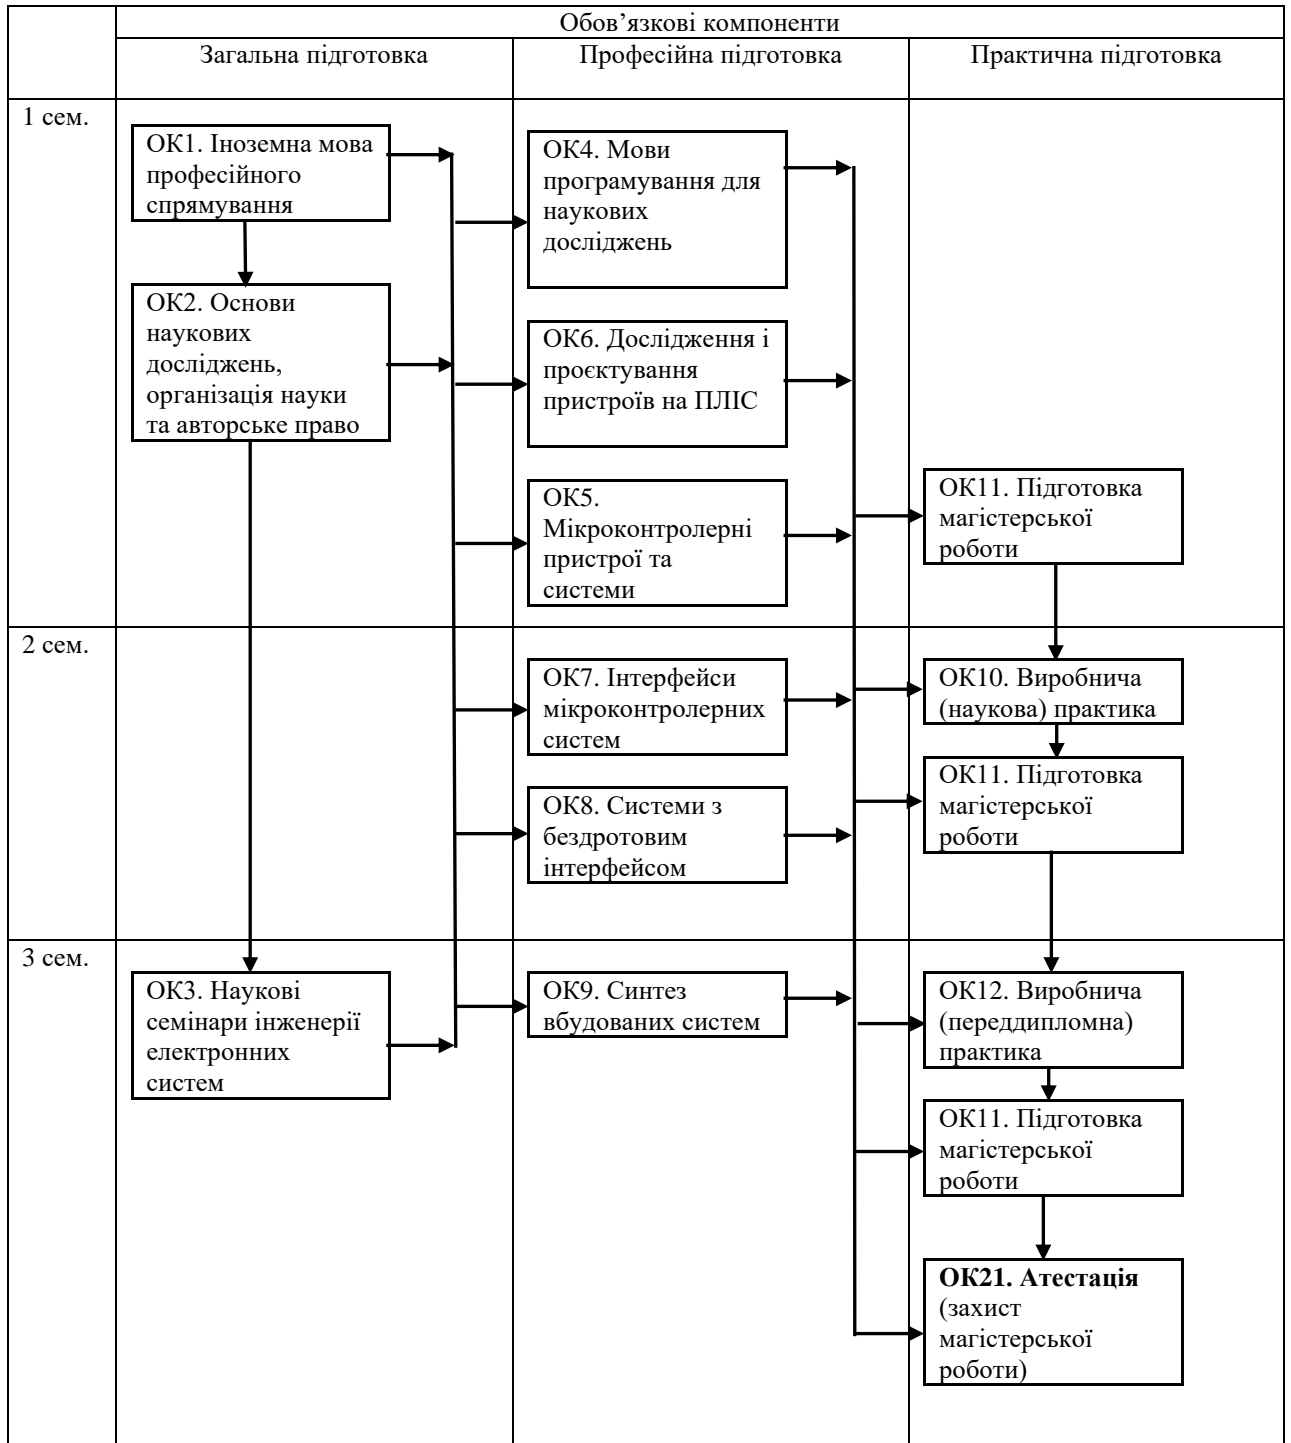 Обов’язкові компоненти
Загальна підготовка
Професійна підготовка
Практична підготовка
1 сем.
ОК1. Іноземна мова
професійного
спрямування
ОК2. Основи
наукових
досліджень,
організація науки
та авторське право
ОК4. Мови
програмування для
наукових
досліджень
ОК6. Дослідження і
проєктування
пристроїв на ПЛІС
ОК5.
Мікроконтролерні
пристрої та
системи
ОК11. Підготовка
магістерської
роботи
2 сем.
ОК7. Інтерфейси
мікроконтролерних
систем
ОК8. Системи з
бездротовим
інтерфейсом
ОК10. Виробнича
(наукова) практика
ОК11. Підготовка
магістерської
роботи
3 сем.
ОК3. Наукові
семінари інженерії
електронних
систем
ОК9. Синтез
вбудованих систем
ОК12. Виробнича
(переддипломна)
практика
ОК11. Підготовка
магістерської
роботи
ОК21. Атестація
(захист
магістерської
роботи)